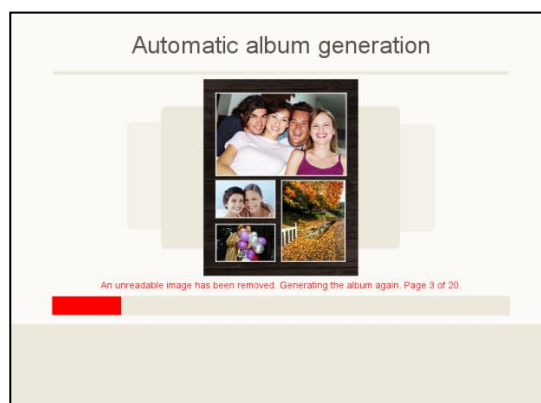 Automatic album generation
An unreadable image has been removed. Generating the album again. Page 3 of 20.